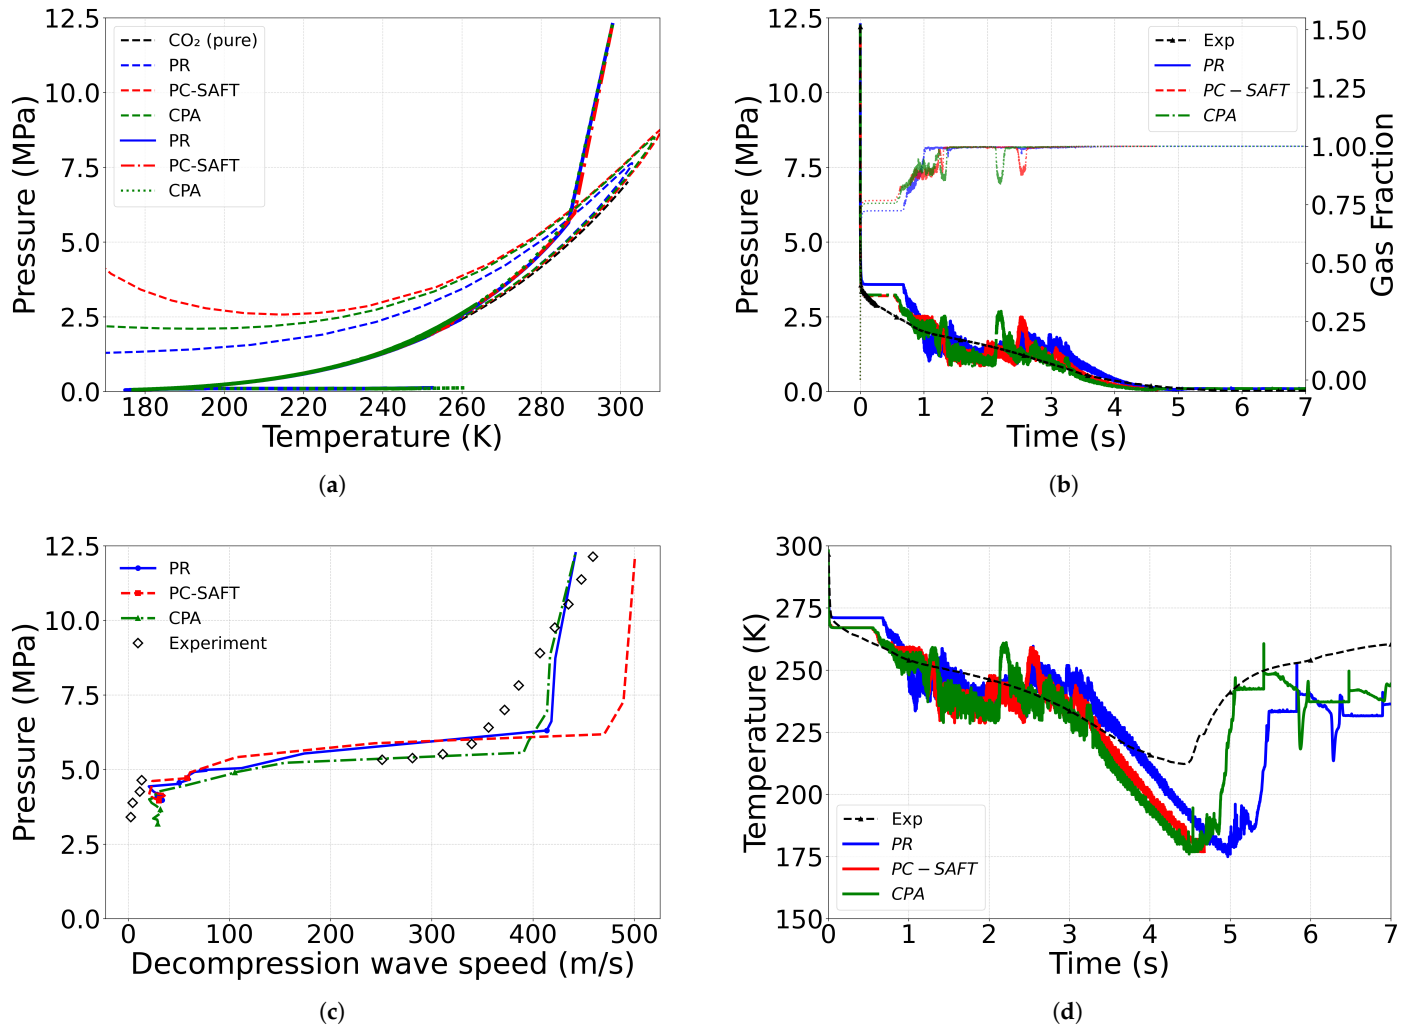 12.5
10.0
7.5
5.0
2.5
0.0
Pressure (MPa)
CO₂ (pure)
PR
PC-SAFT
CPA
PR
PC-SAFT
CPA
180 200 220 240 260 280 300
Temperature (K)
(a)
12.5
10.0
7.5
5.0
2.5
0.0
Pressure (MPa)
Exp
PR
PC − SAFT
CPA
1.50
1.25
1.00
0.75
0.50
0.25
0.00
Gas Fraction
0 1 2 3 4 5 6 7
Time (s)
(b)
12.5
10.0
7.5
5.0
2.5
0.0
Pressure (MPa)
PR
PC-SAFT
CPA
Experiment
0 100 200 300 400 500
Decompression wave speed (m/s)
(c)
300
275
250
225
200
175
150
Temperature (K)
Exp
PR
PC − SAFT
CPA
0 1 2 3 4 5 6 7
Time (s)
(d)